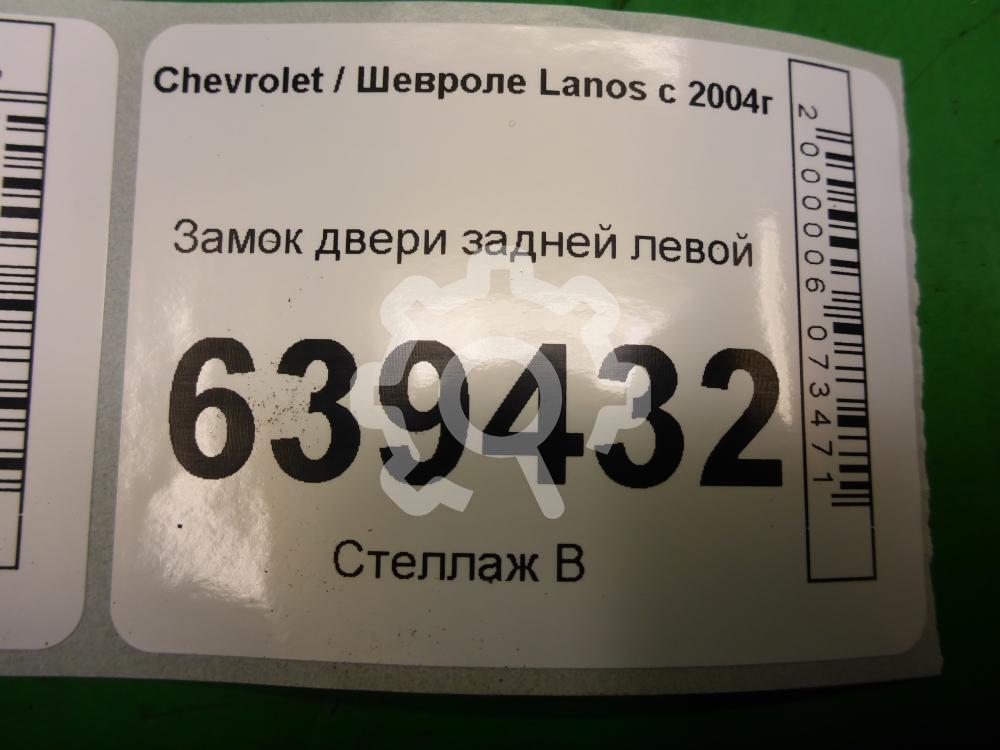 Chevrolet / Шевроле Lanos с 2004г
Замок двери задней левой
639432
Стеллаж В
2000006073471